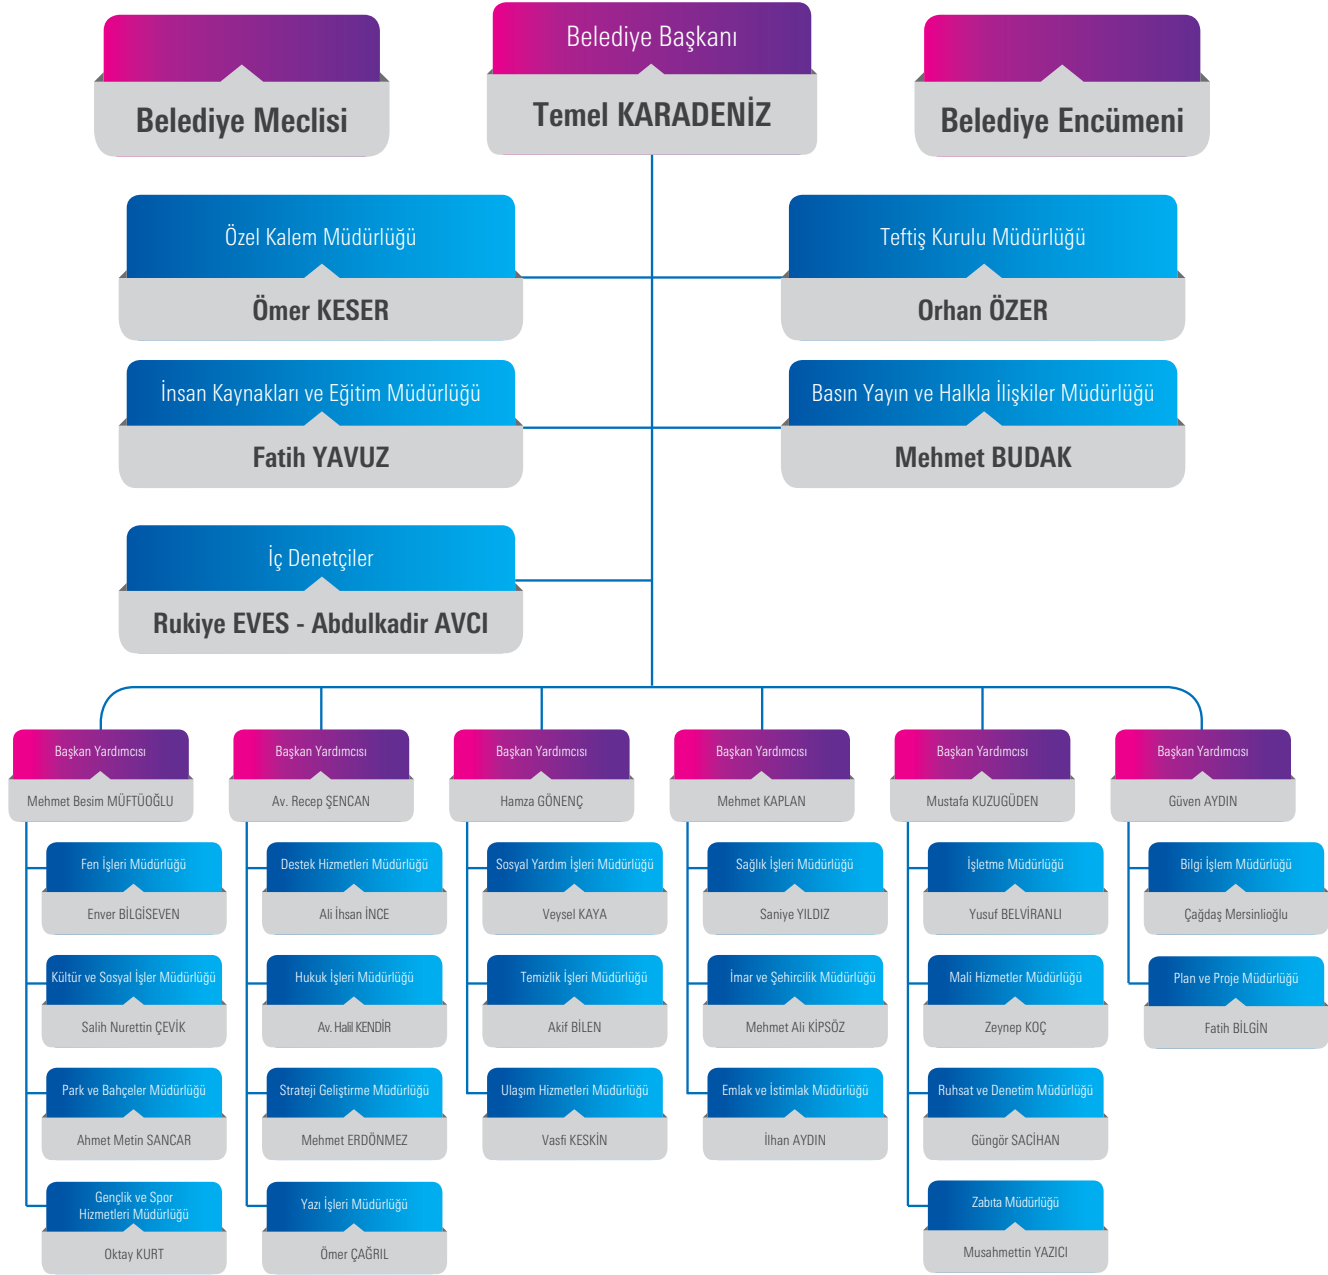 Belediye Meclisi
Belediye Başkanı
Temel KARADENİZ
Belediye Encümeni
Özel Kalem Müdürlüğü
Ömer KESER
Teftiş Kurulu Müdürlüğü
Orhan ÖZER
İnsan Kaynakları ve Eğitim Müdürlüğü
Fatih YAVUZ
Basın Yayın ve Halkla İlişkiler Müdürlüğü
Mehmet BUDAK
İç Denetçiler
Rukiye EVES - Abdulkadir AVCI
Başkan Yardımcısı
Mehmet Besim MÜFTÜOĞLU
Fen İşleri Müdürlüğü
Enver BİLGİSEVEN
Kültür ve Sosyal İşler Müdürlüğü
Salih Nurettin ÇEVİK
Park ve Bahçeler Müdürlüğü
Ahmet Metin SANCAR
Gençlik ve Spor
Hizmetleri Müdürlüğü
Oktay KURT
Başkan Yardımcısı
Av. Recep ŞENCAN
Destek Hizmetleri Müdürlüğü
Ali İhsan İNCE
Hukuk İşleri Müdürlüğü
Av. Halil KENDİR
Strateji Geliştirme Müdürlüğü
Mehmet ERDÖNMEZ
Yazı İşleri Müdürlüğü
Ömer ÇAĞRIL
Başkan Yardımcısı
Hamza GÖNENÇ
Sosyal Yardım İşleri Müdürlüğü
Veysel KAYA
Temizlik İşleri Müdürlüğü
Akif BİLEN
Ulaşım Hizmetleri Müdürlüğü
Vasfi KESKİN
Başkan Yardımcısı
Mehmet KAPLAN
Sağlık İşleri Müdürlüğü
Saniye YILDIZ
İmar ve Şehircilik Müdürlüğü
Mehmet Ali KİPSÖZ
Emlak ve İstimlak Müdürlüğü
İlhan AYDIN
Başkan Yardımcısı
Mustafa KUZUGÜDEN
İşletme Müdürlüğü
Yusuf BELVİRANLI
Mali Hizmetler Müdürlüğü
Zeynep KOÇ
Ruhsat ve Denetim Müdürlüğü
Güngör SACİHAN
Zabıta Müdürlüğü
Musahmettin YAZICI
Başkan Yardımcısı
Güven AYDIN
Bilgi İşlem Müdürlüğü
Çağdaş Mersinlioğlu
Plan ve Proje Müdürlüğü
Fatih BİLGİN